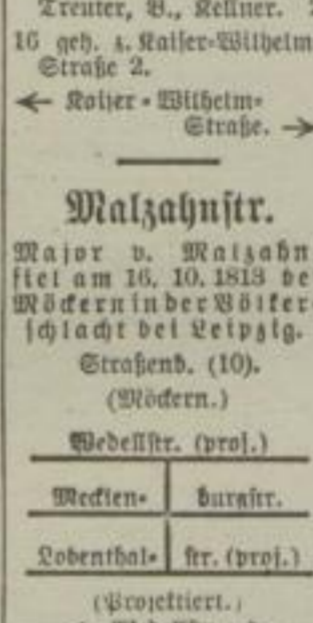 Treuter, B., Kellner.
16 geh. z. Kaiser-Wilhelm
Straße 2.
← Kaiser-Wilhelm-
Straße. →
Malzahnstr.
Major v. Malzahn
fiel am 16. 10. 1813 be
Möckern in der Völker
schlacht bei Leipzig.
Straßenb. (10).
(Möckern.)
Wedellstr. (proj.)
Mecklen- burgstr.
Lobenthal- str. (proj.)
(Projektiert.)